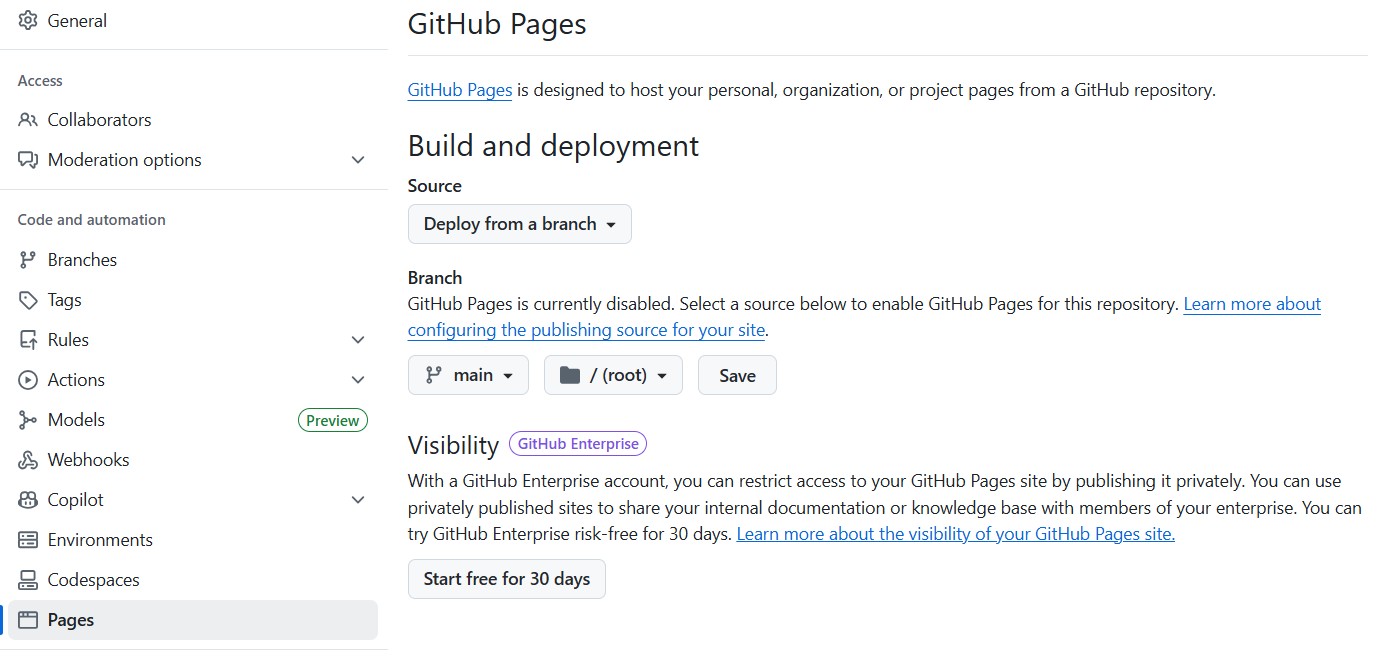 General
Access
Collaborators
Moderation options
Code and automation
Branches
Tags
Rules
Actions
Models Preview
Webhooks
Copilot
Environments
Codespaces
Pages
GitHub Pages
GitHub Pages is designed to host your personal, organization, or project pages from a GitHub repository.
Build and deployment
Source
Deploy from a branch
Branch
GitHub Pages is currently disabled. Select a source below to enable GitHub Pages for this repository. Learn more about
configuring the publishing source for your site.
main / (root) Save
Visibility GitHub Enterprise
With a GitHub Enterprise account, you can restrict access to your GitHub Pages site by publishing it privately. You can use
privately published sites to share your internal documentation or knowledge base with members of your enterprise. You can
try GitHub Enterprise risk-free for 30 days. Learn more about the visibility of your GitHub Pages site.
Start free for 30 days